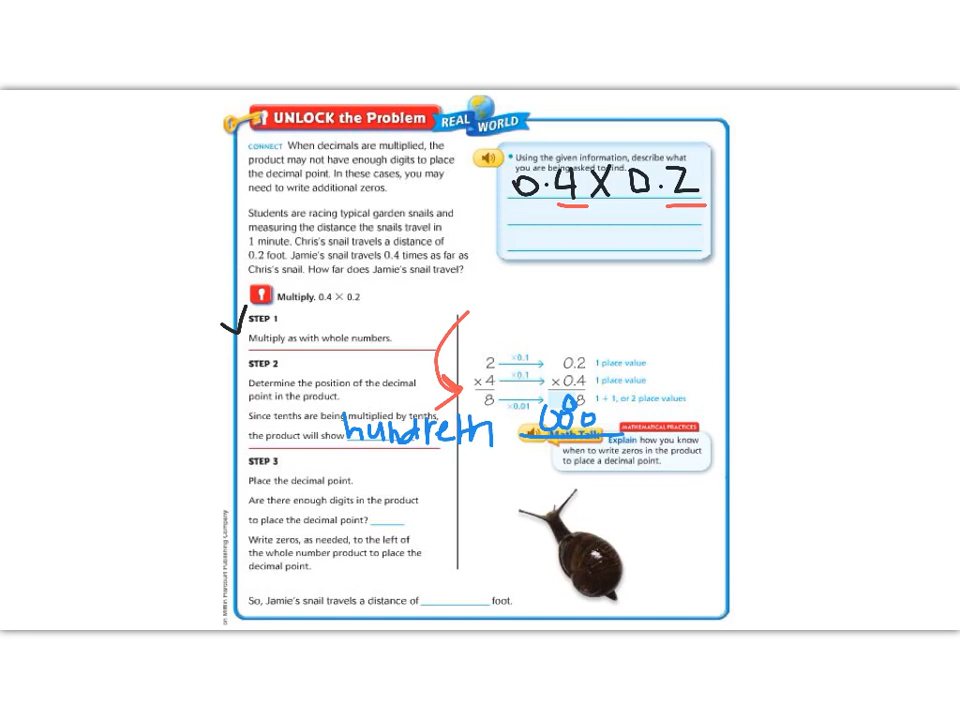 UNLOCK the Problem REAL WORLD
CONNECT When decimals are multiplied, the
product may not have enough digits to place
the decimal point. In these cases, you may
need to write additional zeros.
Students are racing typical garden snails and
measuring the distance the snails travel in
1 minute. Chris's snail travels a distance of
0.2 foot. Jamie's snail travels 0.4 times as far as
Chris's snail. How far does Jamie's snail travel?
• Using the given information, describe what
you are being asked to find.
0.4 X 0.2
Multiply. 0.4 × 0.2
STEP 1
Multiply as with whole numbers.
STEP 2
Determine the position of the decimal
point in the product.
Since tenths are being multiplied by tenths,
the product will show hundreth
STEP 3
Place the decimal point.
Are there enough digits in the product
to place the decimal point?
Write zeros, as needed, to the left of
the whole number product to place the
decimal point.
So, Jamie's snail travels a distance of foot.
2 ×0.1 0.2 1 place value
×4 ×0.1 ×0.4 1 place value
8 ×0.01 8 1 + 1, or 2 place values
MATHEMATICAL PRACTICES
Math Talk Explain how you know
when to write zeros in the product
to place a decimal point.